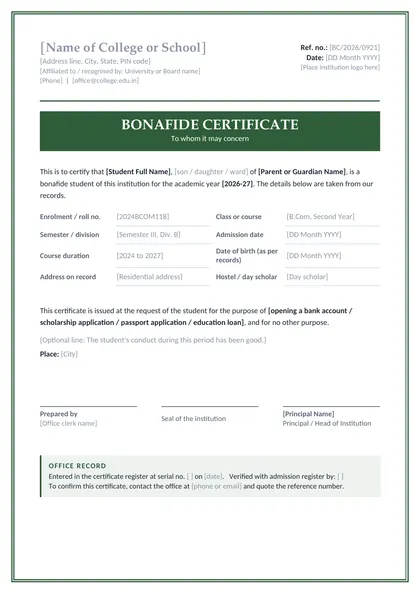 [Name of College or School]
[Address line, City, State, PIN code]
[Affiliated to / recognised by: University or Board name]
[Phone] | [office@college.edu.in]
Ref. no.: [BC/2026/0921]
Date: [DD Month YYYY]
[Place institution logo here]
BONAFIDE CERTIFICATE
To whom it may concern
This is to certify that [Student Full Name], [son / daughter / ward] of [Parent or Guardian Name], is a
bonafide student of this institution for the academic year [2026-27]. The details below are taken from our
records.
Enrolment / roll no. [2024BCOM118] Class or course [B.Com, Second Year]
Semester / division [Semester III, Div. B] Admission date [DD Month YYYY]
Course duration [2024 to 2027] Date of birth (as per records) [DD Month YYYY]
Address on record [Residential address] Hostel / day scholar [Day scholar]
This certificate is issued at the request of the student for the purpose of [opening a bank account /
scholarship application / passport application / education loan], and for no other purpose.
[Optional line: The student's conduct during this period has been good.]
Place: [City]
Prepared by
[Office clerk name]
Seal of the institution
[Principal Name]
Principal / Head of Institution
OFFICE RECORD
Entered in the certificate register at serial no. [ ] on [date]. Verified with admission register by: [ ]
To confirm this certificate, contact the office at [phone or email] and quote the reference number.